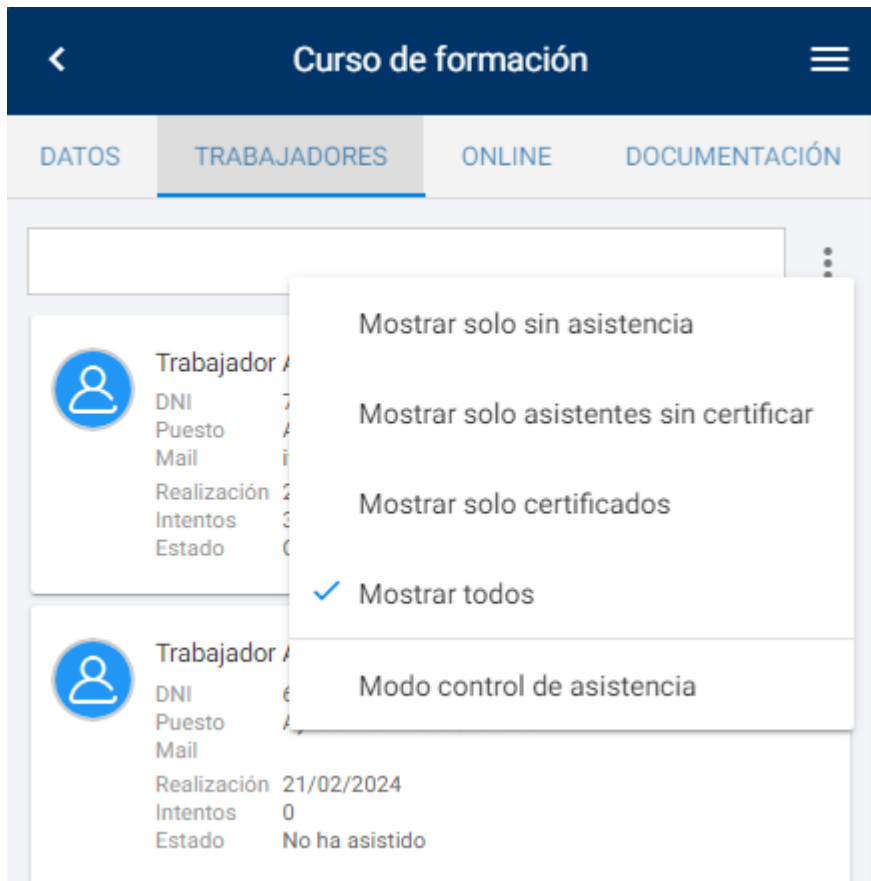 Curso de formación
DATOS TRABAJADORES ONLINE DOCUMENTACIÓN
Mostrar solo sin asistencia
Mostrar solo asistentes sin certificar
Mostrar solo certificados
Mostrar todos
Modo control de asistencia
Trabajador
DNI
Puesto
Mail
Realización
Intentos
Estado
Trabajador
DNI
Puesto
Mail
Realización 21/02/2024
Intentos 0
Estado No ha asistido